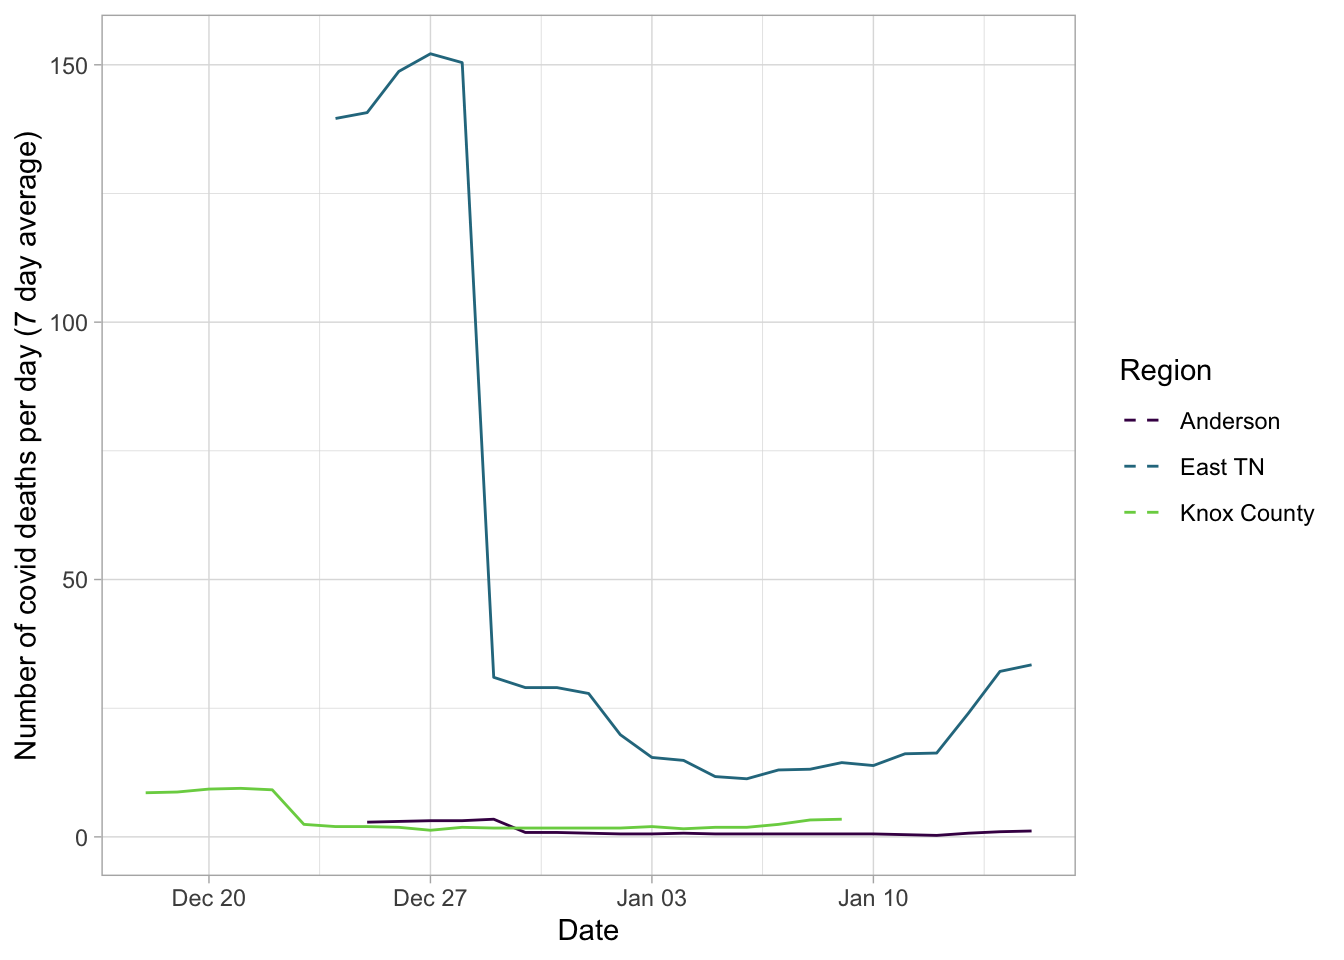 Number of covid deaths per day (7 day average)
150
100
50
0
Dec 20
Dec 27
Jan 03
Jan 10
Date
Region
Anderson
East TN
Knox County